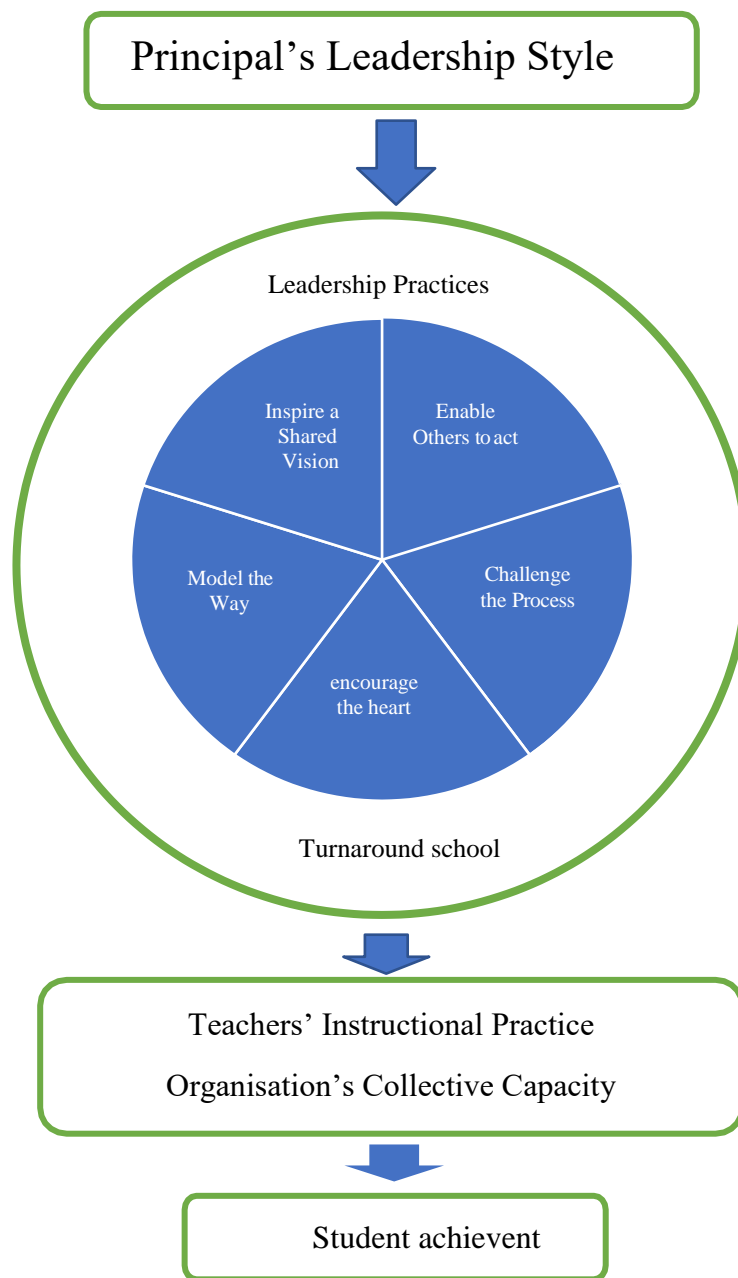 Principal’s Leadership Style
Leadership Practices
Inspire a
Shared
Vision
Enable
Others to act
Model the
Way
Challenge
the Process
encourage
the heart
Turnaround school
Teachers’ Instructional Practice
Organisation’s Collective Capacity
Student achievent